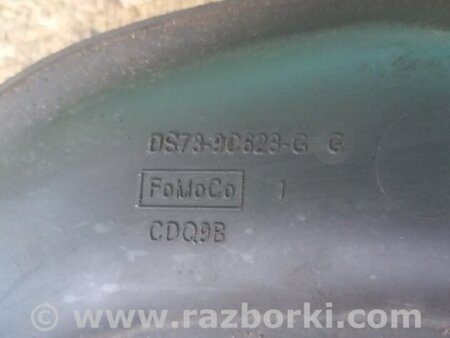 DS73-9C623-G G
FoMoCo 1
CDQ9B
© www.razborki.com